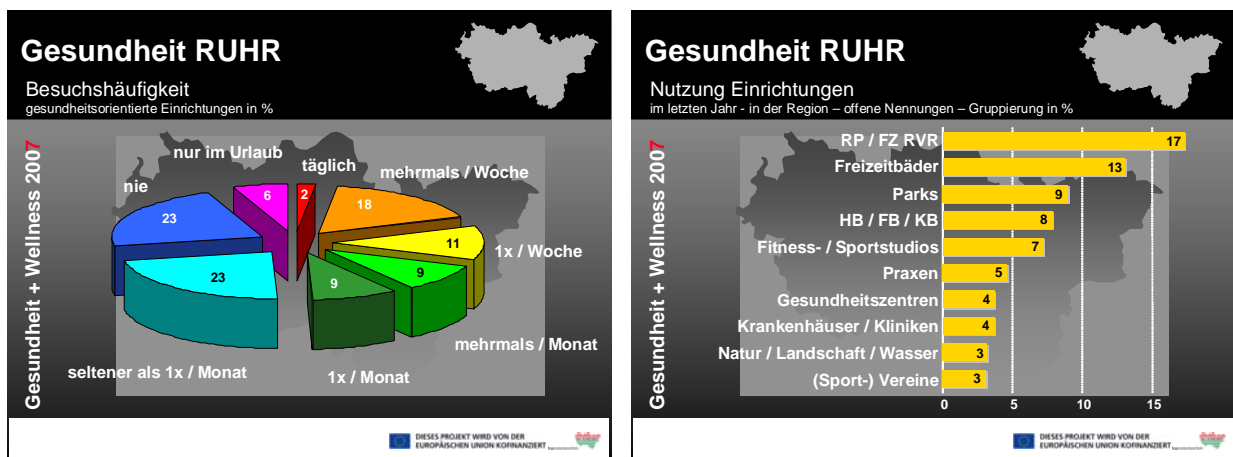 Gesundheit RUHR
Besuchshäufigkeit
gesundheitsorientierte Einrichtungen in %
Gesundheit + Wellness 2007
nur im Urlaub
täglich
mehrmals / Woche
nie
6
2
18
23
11
1x / Woche
23
9
9
mehrmals / Monat
seltener als 1x / Monat
1x / Monat
DIESES PROJEKT WIRD VON DER
EUROPÄISCHEN UNION KOFINANZIERT
Gesundheit RUHR
Nutzung Einrichtungen
im letzten Jahr - in der Region – offene Nennungen – Gruppierung in %
Gesundheit + Wellness 2007
RP / FZ RVR 17
Freizeitbäder 13
Parks 9
HB / FB / KB 8
Fitness- / Sportstudios 7
Praxen 5
Gesundheitszentren 4
Krankenhäuser / Kliniken 4
Natur / Landschaft / Wasser 3
(Sport-) Vereine 3
0 5 10 15
DIESES PROJEKT WIRD VON DER
EUROPÄISCHEN UNION KOFINANZIERT